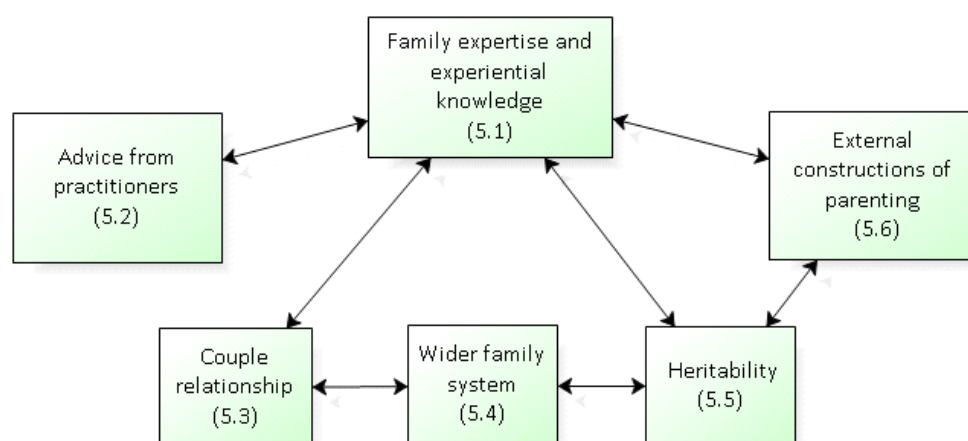 Family expertise and
experiential
knowledge
(5.1)
Advice from
practitioners
(5.2)
External
constructions of
parenting
(5.6)
Couple
relationship
(5.3)
Wider family
system
(5.4)
Heritability
(5.5)